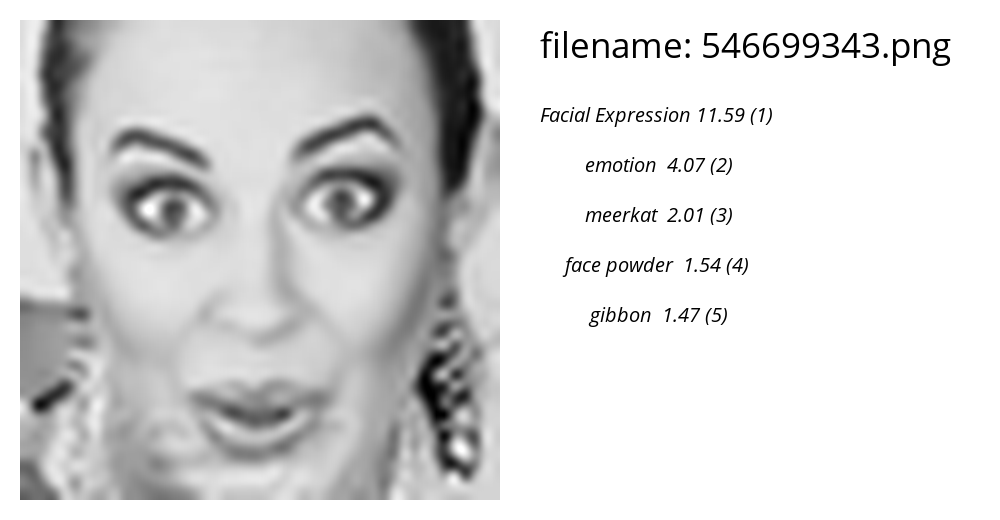 filename: 546699343.png
Facial Expression 11.59 (1)
emotion 4.07 (2)
meerkat 2.01 (3)
face powder 1.54 (4)
gibbon 1.47 (5)